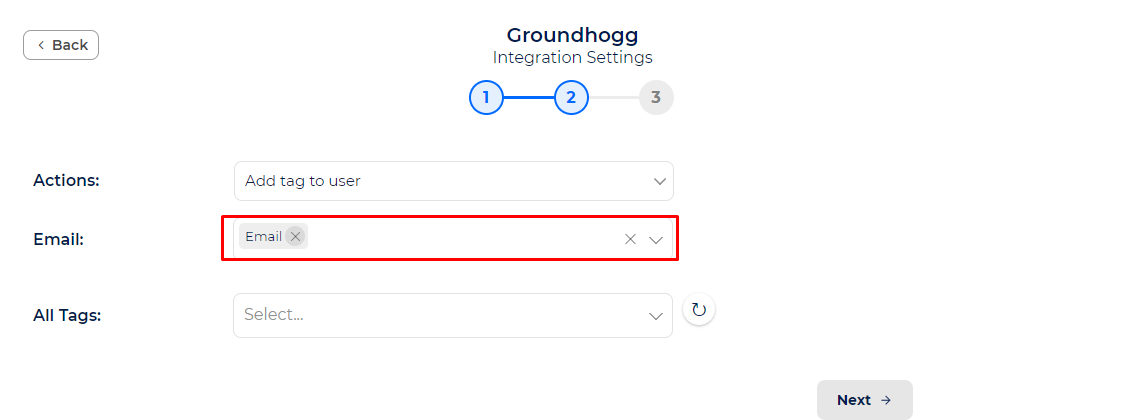 Back
Groundhogg
Integration Settings
1 2 3
Actions: Add tag to user
Email: Email
All Tags: Select...
Next